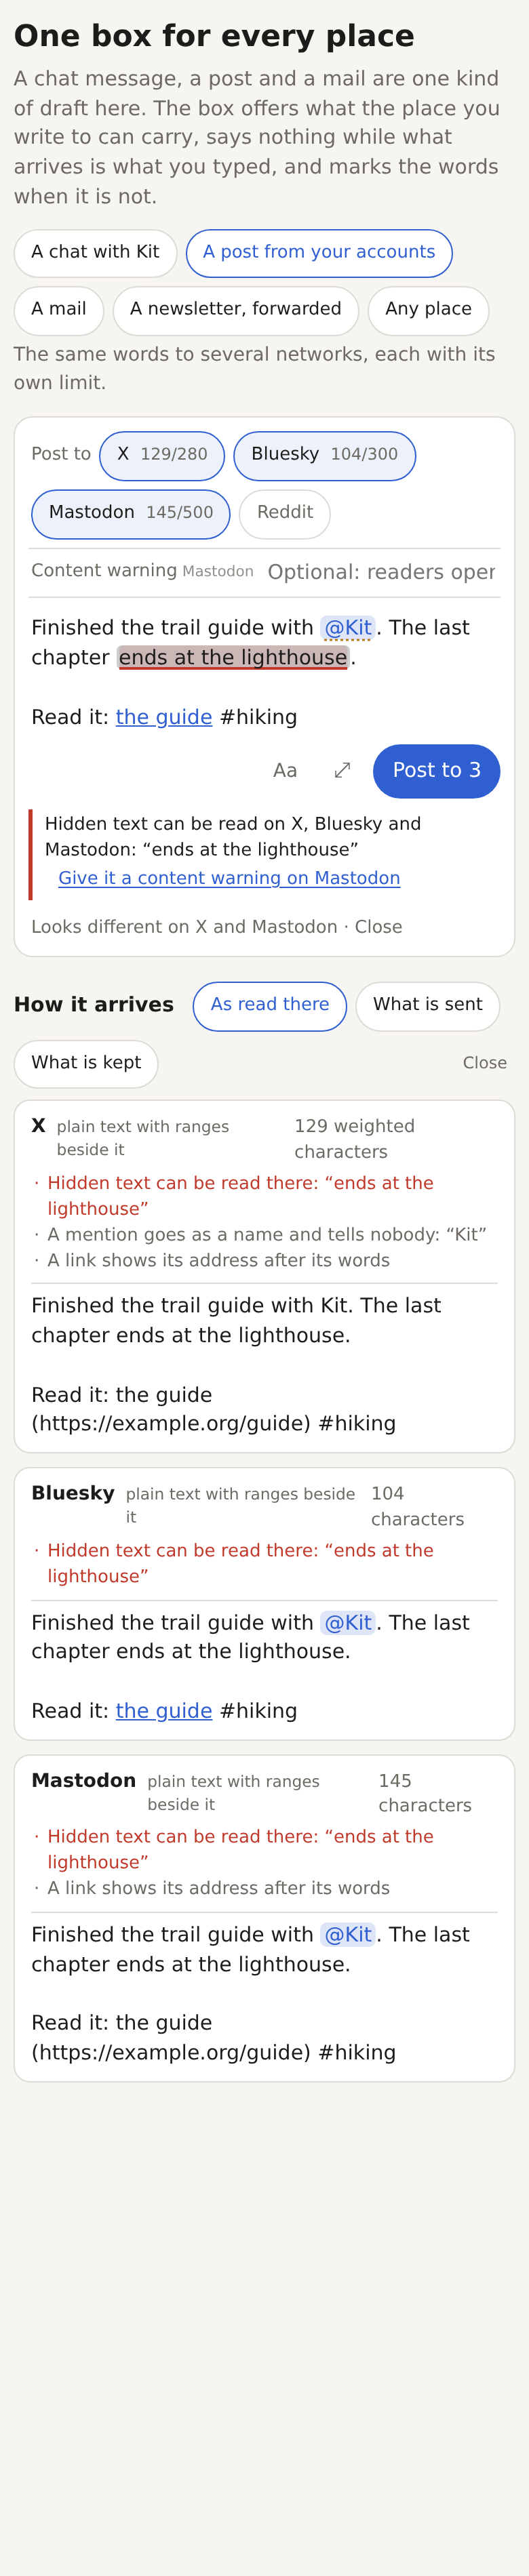 One box for every place
A chat message, a post and a mail are one kind
of draft here. The box offers what the place you
write to can carry, says nothing while what
arrives is what you typed, and marks the words
when it is not.
A chat with Kit
A post from your accounts
A mail
A newsletter, forwarded
Any place
The same words to several networks, each with its
own limit.
Post to X 129/280 Bluesky 104/300
Mastodon 145/500 Reddit
Content warning Mastodon Optional: readers oper
Finished the trail guide with @Kit. The last
chapter ends at the lighthouse.
Read it: the guide #hiking
Aa Post to 3
Hidden text can be read on X, Bluesky and
Mastodon: “ends at the lighthouse”
Give it a content warning on Mastodon
Looks different on X and Mastodon · Close
How it arrives As read there What is sent
What is kept Close
X plain text with ranges
beside it
129 weighted
characters
· Hidden text can be read there: “ends at the
lighthouse”
· A mention goes as a name and tells nobody: “Kit”
· A link shows its address after its words
Finished the trail guide with Kit. The last
chapter ends at the lighthouse.
Read it: the guide
(https://example.org/guide) #hiking
Bluesky plain text with ranges beside
it
104
characters
· Hidden text can be read there: “ends at the
lighthouse”
Finished the trail guide with @Kit. The last
chapter ends at the lighthouse.
Read it: the guide #hiking
Mastodon plain text with ranges
beside it
145
characters
· Hidden text can be read there: “ends at the
lighthouse”
· A link shows its address after its words
Finished the trail guide with @Kit. The last
chapter ends at the lighthouse.
Read it: the guide
(https://example.org/guide) #hiking